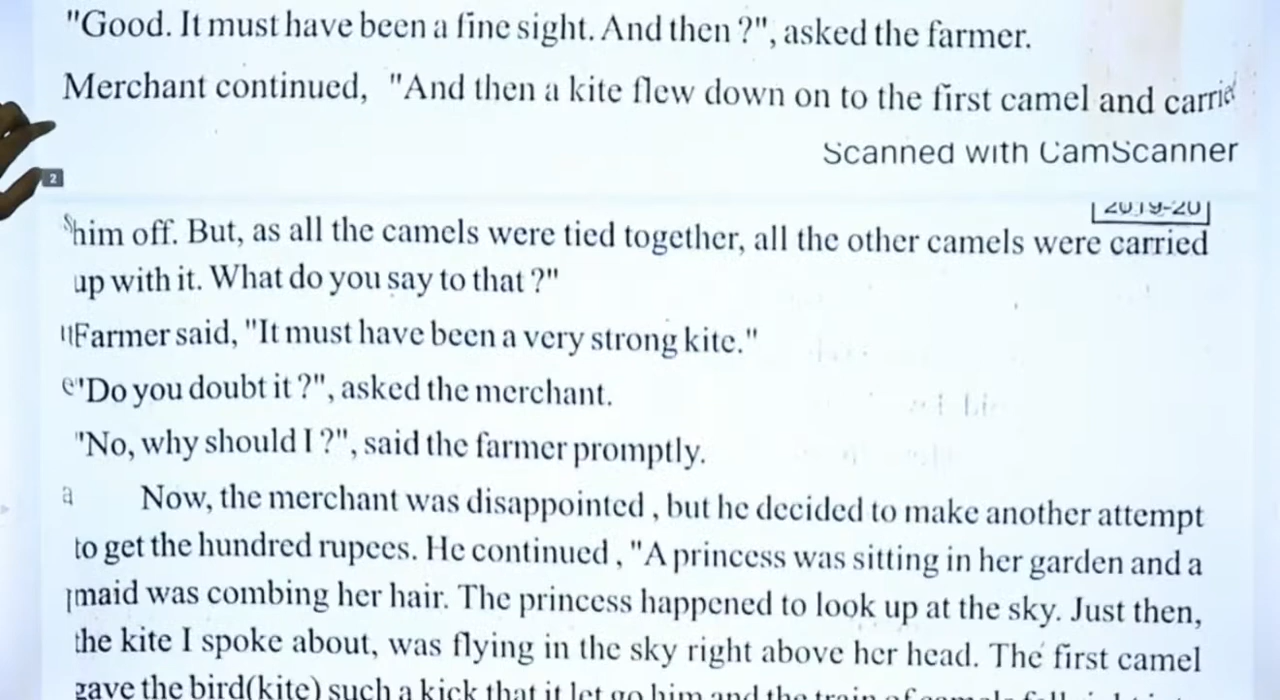 "Good. It must have been a fine sight. And then ?", asked the farmer.
Merchant continued, "And then a kite flew down on to the first camel and carried
Scanned with CamScanner
2
2019-20
him off. But, as all the camels were tied together, all the other camels were carried
up with it. What do you say to that ?"
Farmer said, "It must have been a very strong kite."
"Do you doubt it ?", asked the merchant.
"No, why should I ?", said the farmer promptly.
Now, the merchant was disappointed , but he decided to make another attempt
to get the hundred rupees. He continued , "A princess was sitting in her garden and a
maid was combing her hair. The princess happened to look up at the sky. Just then,
the kite I spoke about, was flying in the sky right above her head. The first camel
gave the bird(kite) such a kick that it let go him and the train of camels fell